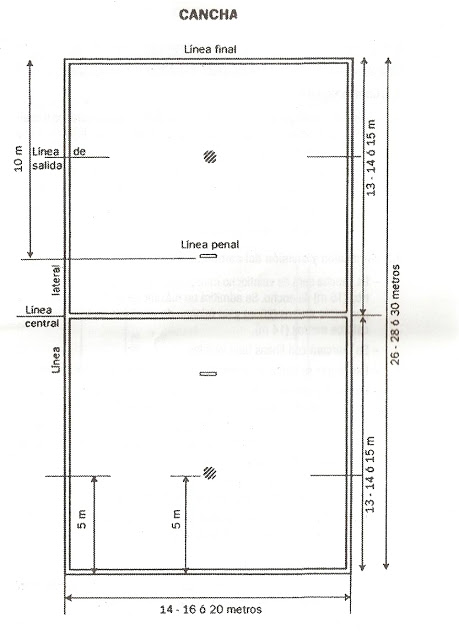 CANCHA
Línea final
10 m
Línea de
salida
13 - 14 ó 15 m
Línea penal
lateral
Línea
central
26 - 28 ó 30 metros
Línea
13 - 14 ó 15 m
5 m
5 m
14 - 16 ó 20 metros